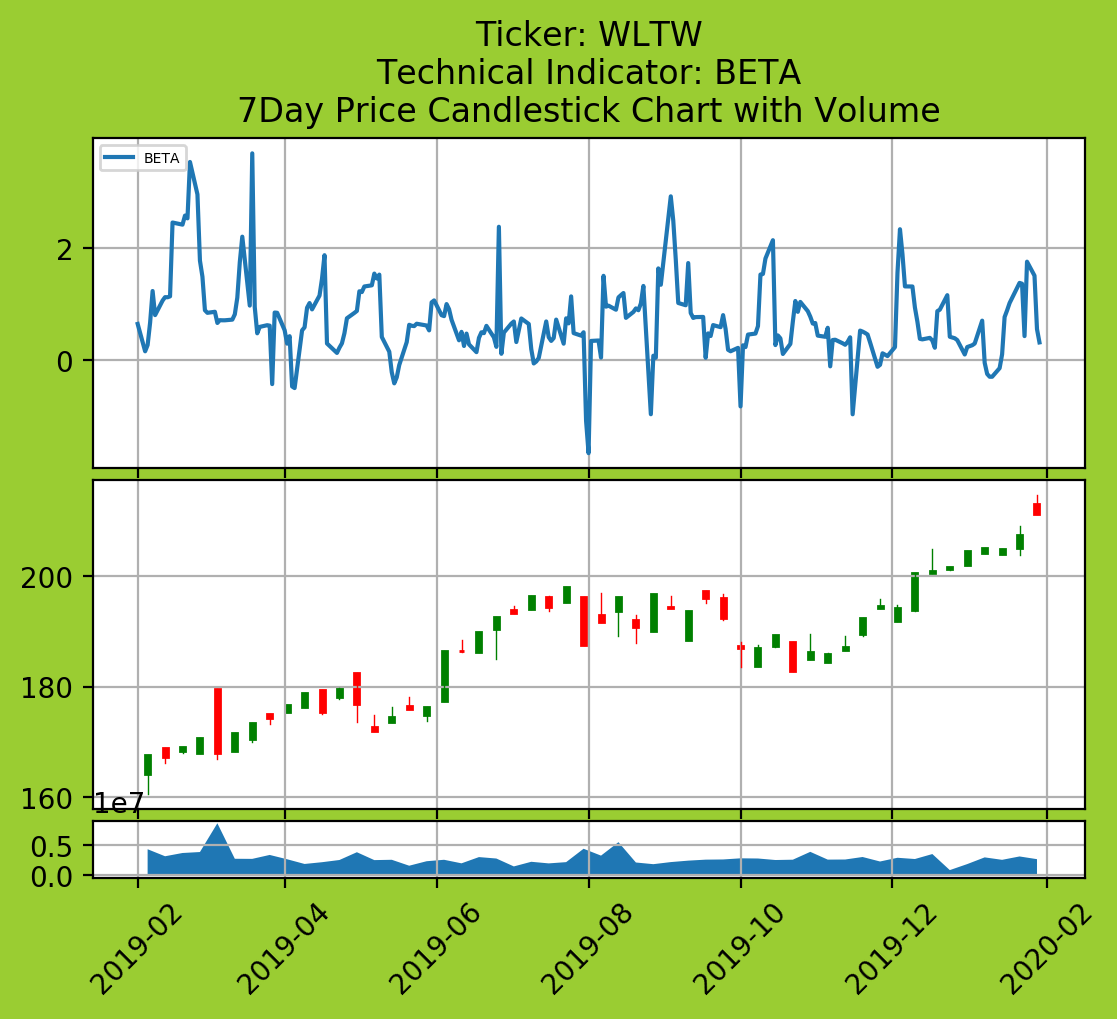 Ticker: WLTW
Technical Indicator: BETA
7Day Price Candlestick Chart with Volume
BETA
2
0
200
180
160
1e7
0.5
0.0
2019-02
2019-04
2019-06
2019-08
2019-10
2019-12
2020-02